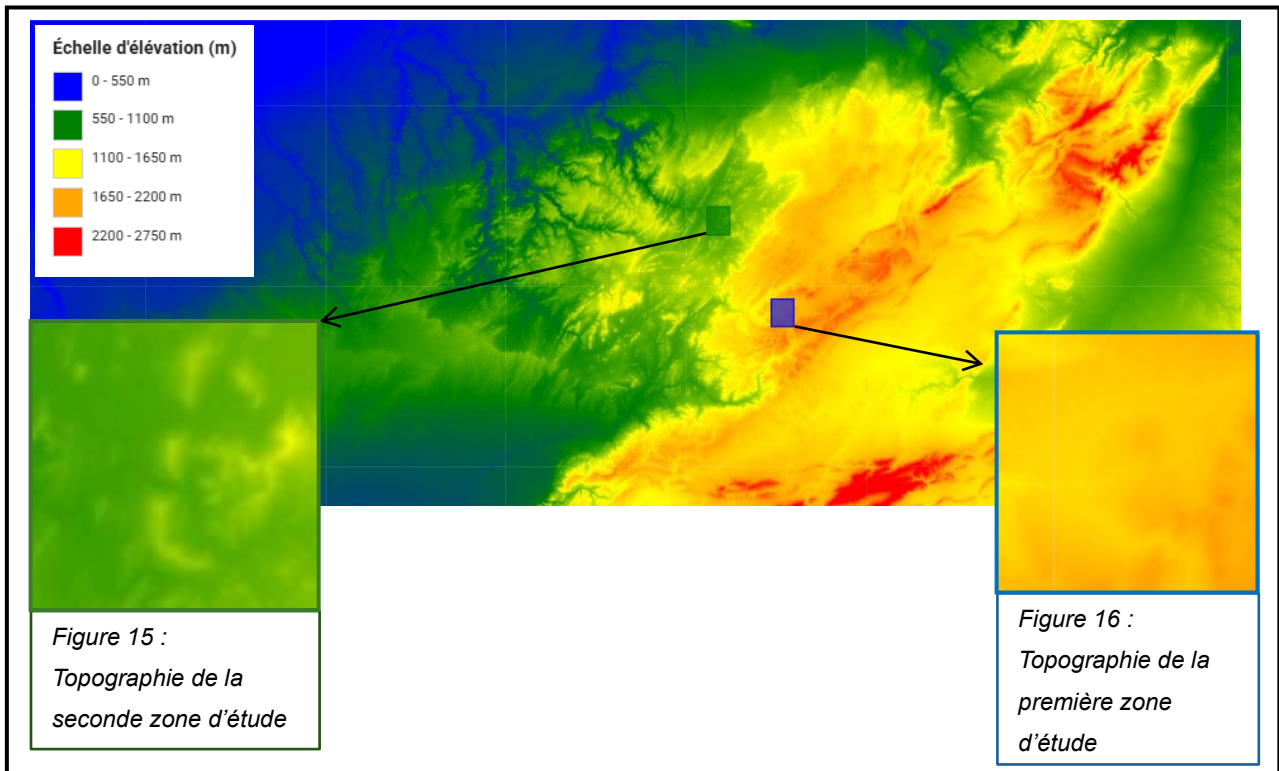 Échelle d'élévation (m)
0 - 550 m
550 - 1100 m
1100 - 1650 m
1650 - 2200 m
2200 - 2750 m
Figure 15 :
Topographie de la
seconde zone d'étude
Figure 16 :
Topographie de la
première zone
d'étude